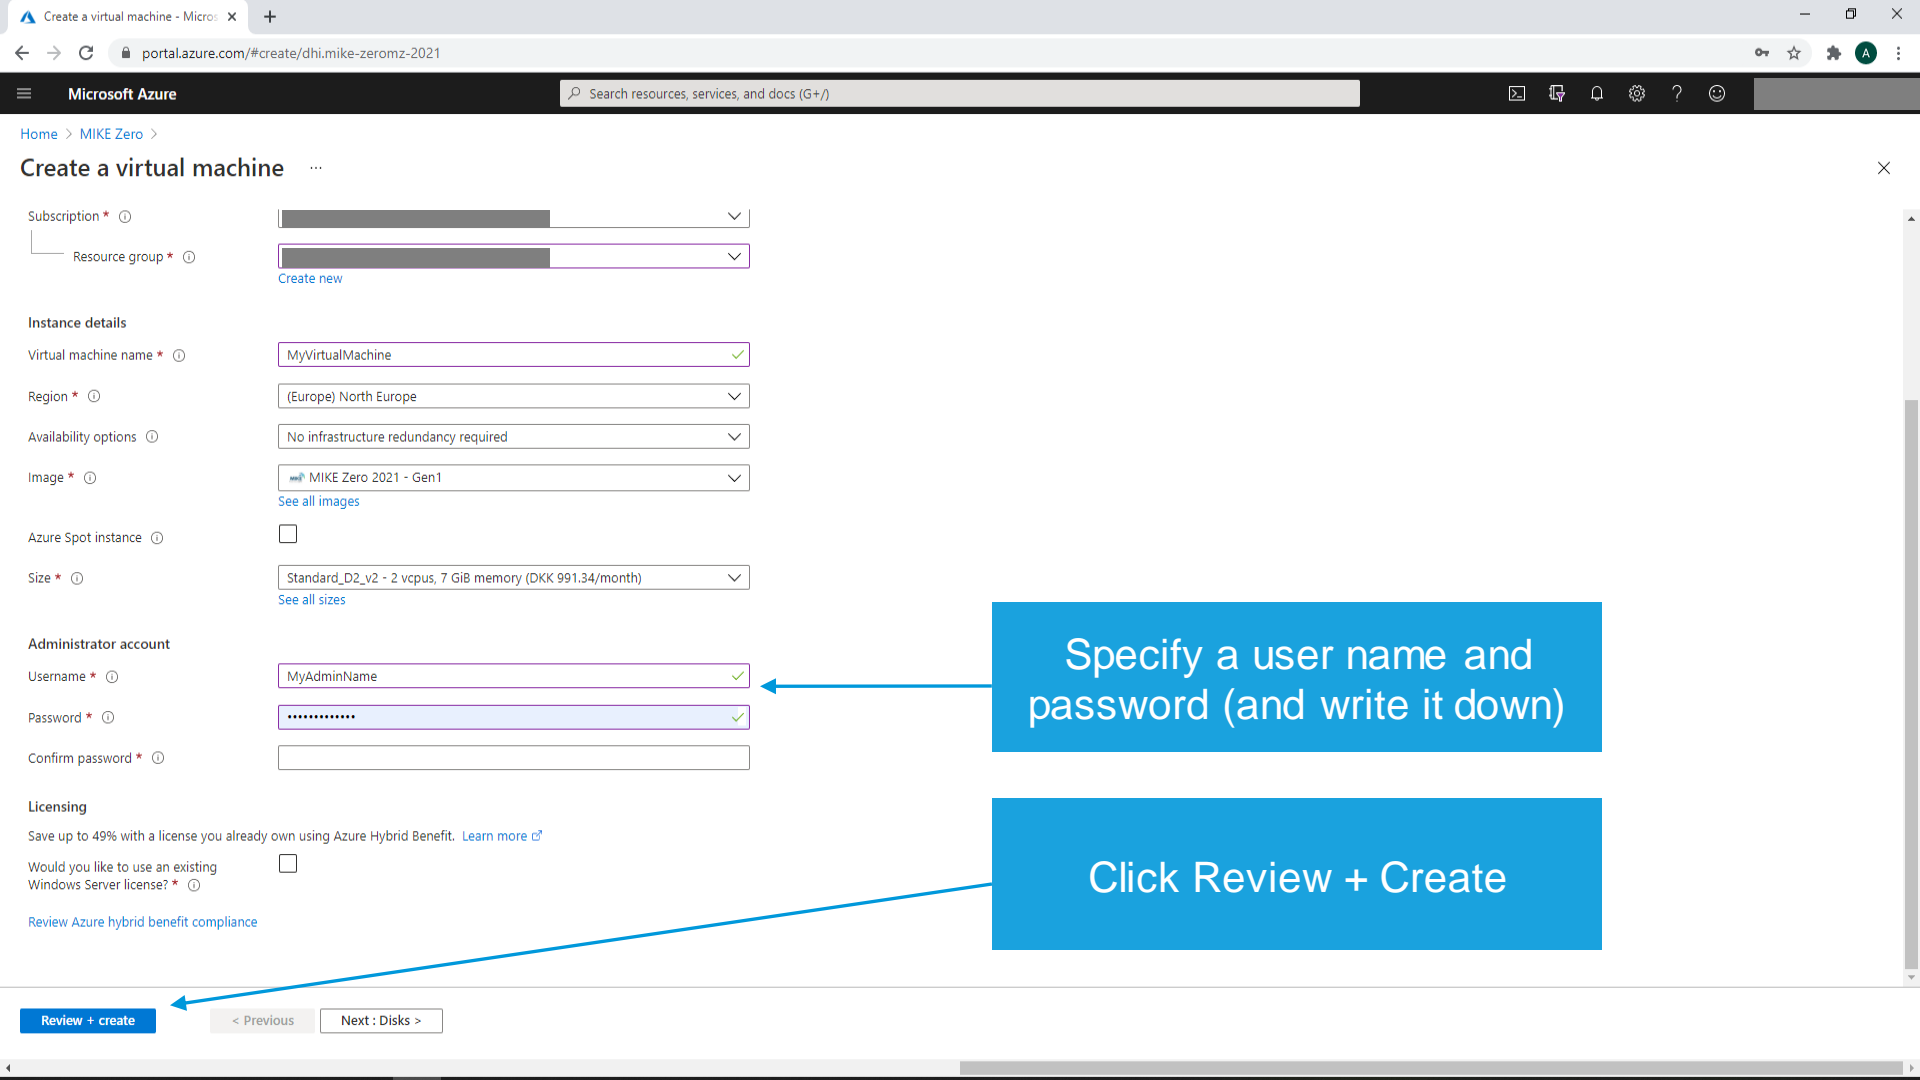 Create a virtual machine - Micros
portal.azure.com/#create/dhi.mike-zeromz-2021
A
Microsoft Azure
Search resources, services, and docs (G+/)
Home > MIKE Zero >
Create a virtual machine ...
Subscription *
Resource group *
Create new
Instance details
Virtual machine name *
MyVirtualMachine
Region *
(Europe) North Europe
Availability options
No infrastructure redundancy required
Image *
MIKE Zero 2021 - Gen1
See all images
Azure Spot instance
Size *
Standard_D2_v2 - 2 vcpus, 7 GiB memory (DKK 991.34/month)
See all sizes
Administrator account
Username *
MyAdminName
Password *
•••••••••••••
Confirm password *
Specify a user name and
password (and write it down)
Licensing
Save up to 49% with a license you already own using Azure Hybrid Benefit. Learn more
Would you like to use an existing
Windows Server license? *
Review Azure hybrid benefit compliance
Click Review + Create
Review + create
< Previous
Next : Disks >